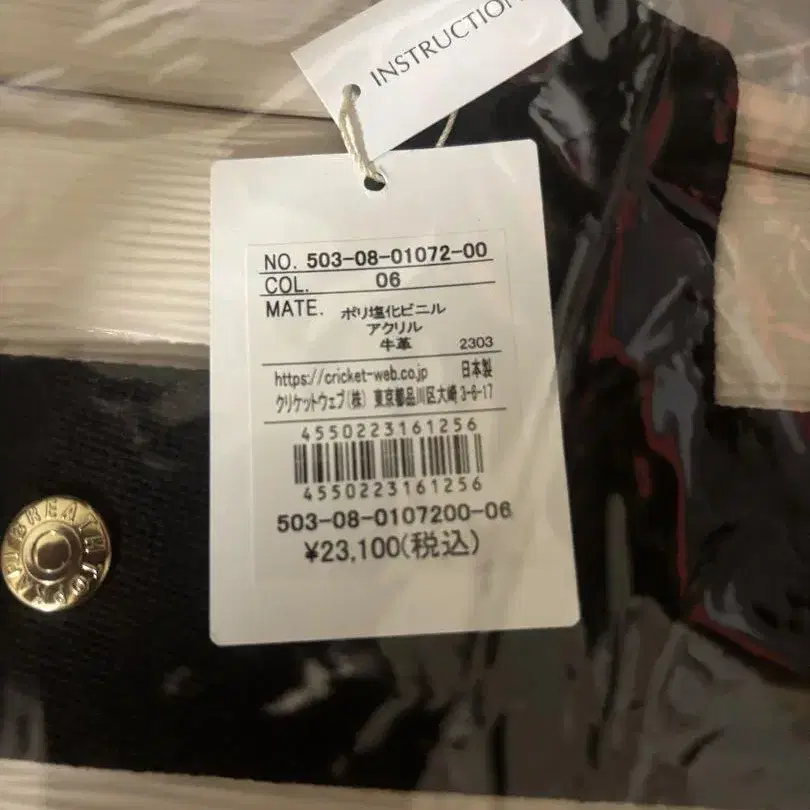 INSTRUCTION
NO. 503-08-01072-00
COL. 06
MATE. ポリ塩化ビニル
アクリル
牛革 2303
https://cricket-web.co.jp 日本製
クリケットウェブ(株) 東京都品川区大崎3-6-17
4550223161256
4550223161256
503-08-0107200-06
¥23,100(税込)
BREATH TOKYO